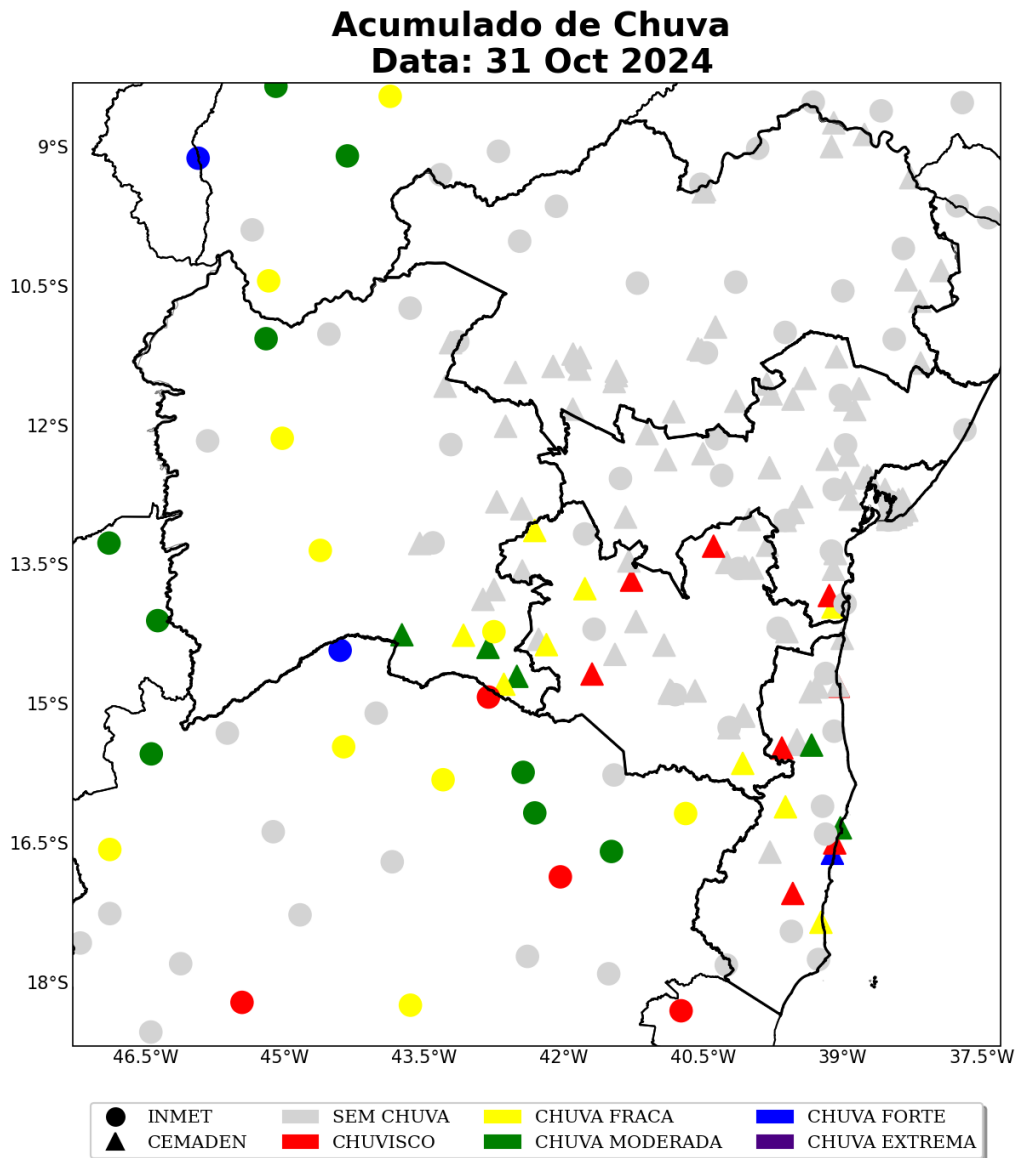 Acumulado de Chuva
Data: 31 Oct 2024
9°S
10.5°S
12°S
13.5°S
15°S
16.5°S
18°S
46.5°W 45°W 43.5°W 42°W 40.5°W 39°W 37.5°W
INMET SEM CHUVA CHUVA FRACA CHUVA FORTE
CEMADEN CHUVISCO CHUVA MODERADA CHUVA EXTREMA